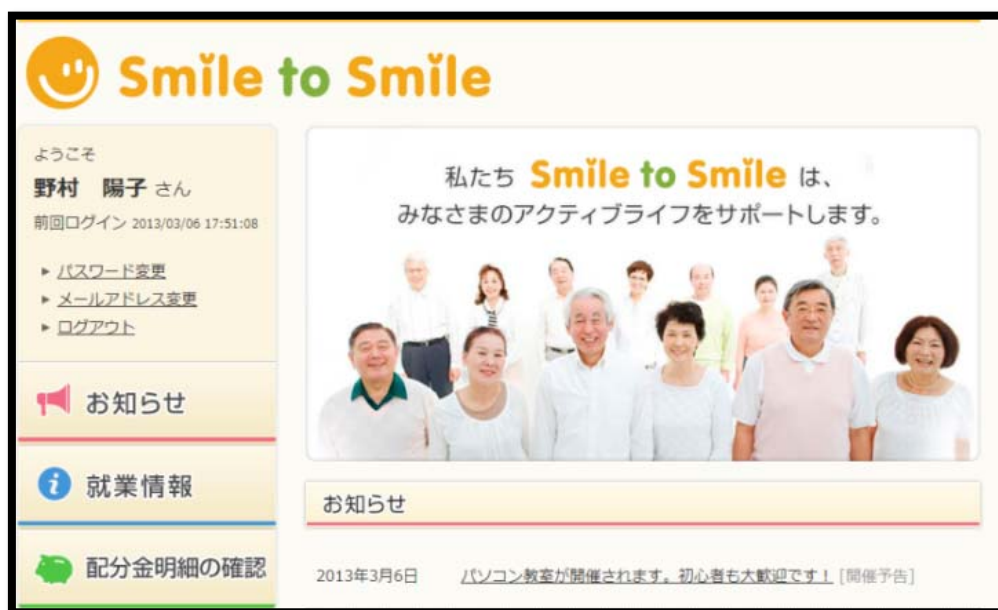 Smile to Smile
ようこそ
野村　陽子 さん
前回ログイン 2013/03/06 17:51:08
パスワード変更
メールアドレス変更
ログアウト
お知らせ
就業情報
配分金明細の確認
私たち Smile to Smile は、
みなさまのアクティブライフをサポートします。
お知らせ
2013年3月6日 パソコン教室が開催されます。初心者も大歓迎です！ [開催予告]